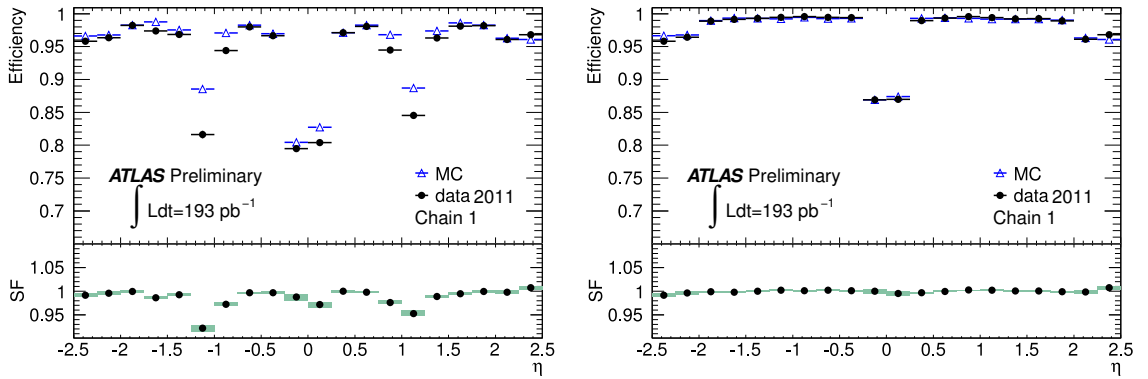 Efficiency
1
0.95
0.9
0.85
0.8
0.75
0.7
ATLAS Preliminary
∫ Ldt=193 pb⁻¹
MC
data 2011
Chain 1
SF
1.05
1
0.95
-2.5 -2 -1.5 -1 -0.5 0 0.5 1 1.5 2 2.5
η
Efficiency
1
0.95
0.9
0.85
0.8
0.75
0.7
ATLAS Preliminary
∫ Ldt=193 pb⁻¹
MC
data 2011
Chain 1
SF
1.05
1
0.95
-2.5 -2 -1.5 -1 -0.5 0 0.5 1 1.5 2 2.5
η